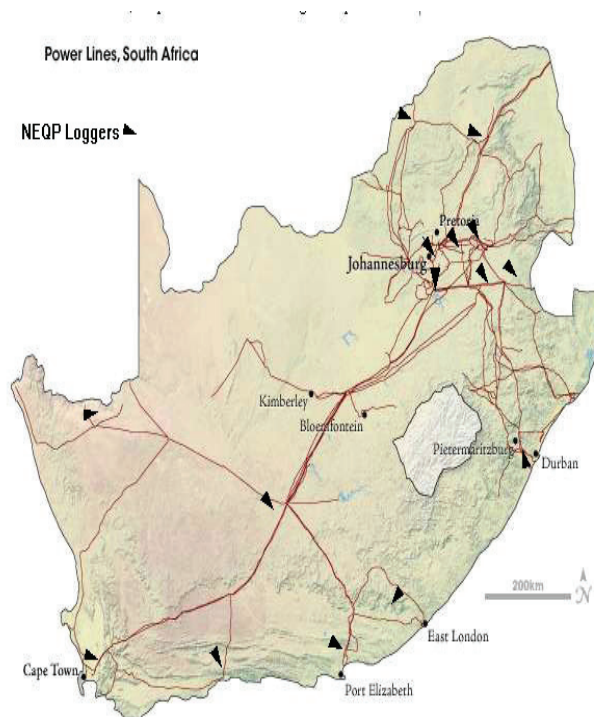 Power Lines, South Africa
NEQP Loggers
Pretoria
Johannesburg
Kimberley
Bloemfontein
Pietermaritzburg
Durban
200km
N
East London
Cape Town
Port Elizabeth